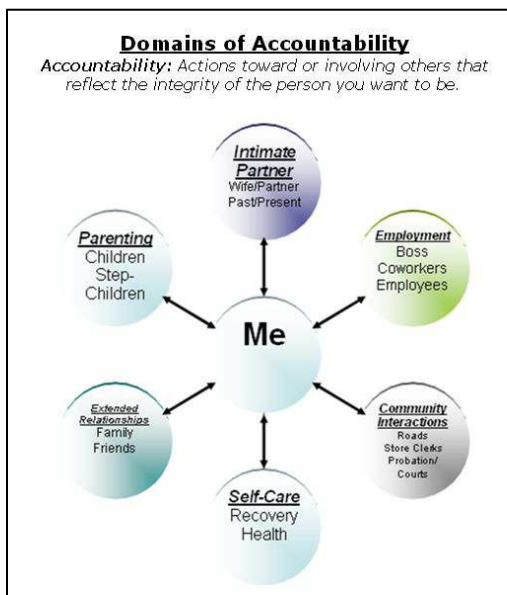 Domains of Accountability
Accountability: Actions toward or involving others that
reflect the integrity of the person you want to be.
Intimate
Partner
Wife/Partner
Past/Present
Parenting
Children
Step-
Children
Employment
Boss
Coworkers
Employees
Me
Extended
Relationships
Family
Friends
Community
Interactions
Roads
Store Clerks
Probation/
Courts
Self-Care
Recovery
Health